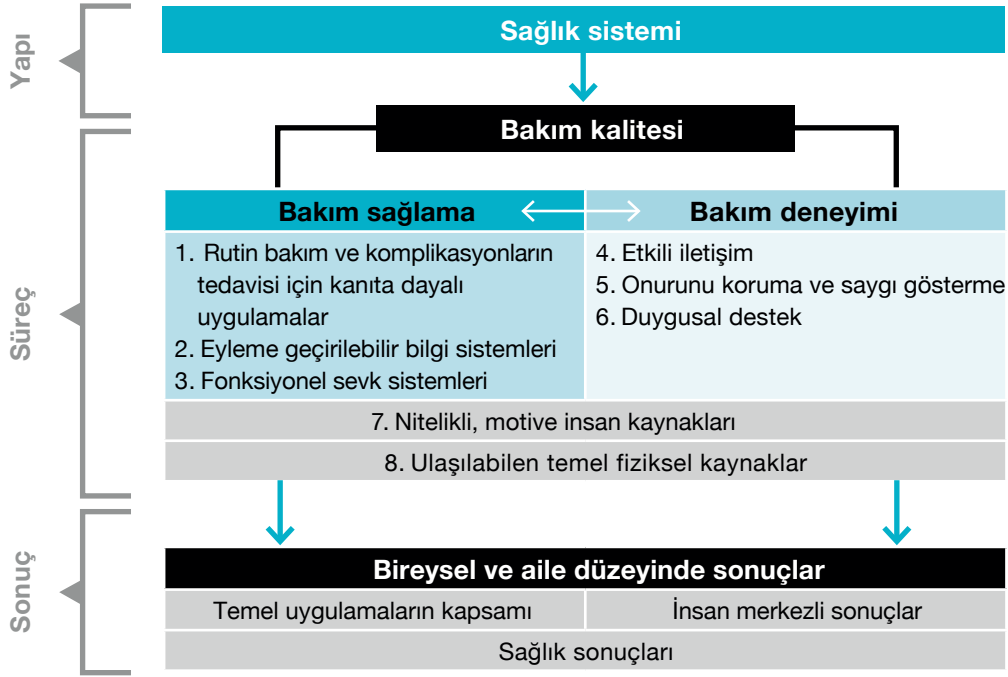 Yapı
Sağlık sistemi
Süreç
Bakım kalitesi
Bakım sağlama
Bakım deneyimi
1. Rutin bakım ve komplikasyonların
tedavisi için kanıta dayalı
uygulamalar
2. Eyleme geçirilebilir bilgi sistemleri
3. Fonksiyonel sevk sistemleri
4. Etkili iletişim
5. Onurunu koruma ve saygı gösterme
6. Duygusal destek
7. Nitelikli, motive insan kaynakları
8. Ulaşılabilen temel fiziksel kaynaklar
Sonuç
Bireysel ve aile düzeyinde sonuçlar
Temel uygulamaların kapsamı
İnsan merkezli sonuçlar
Sağlık sonuçları